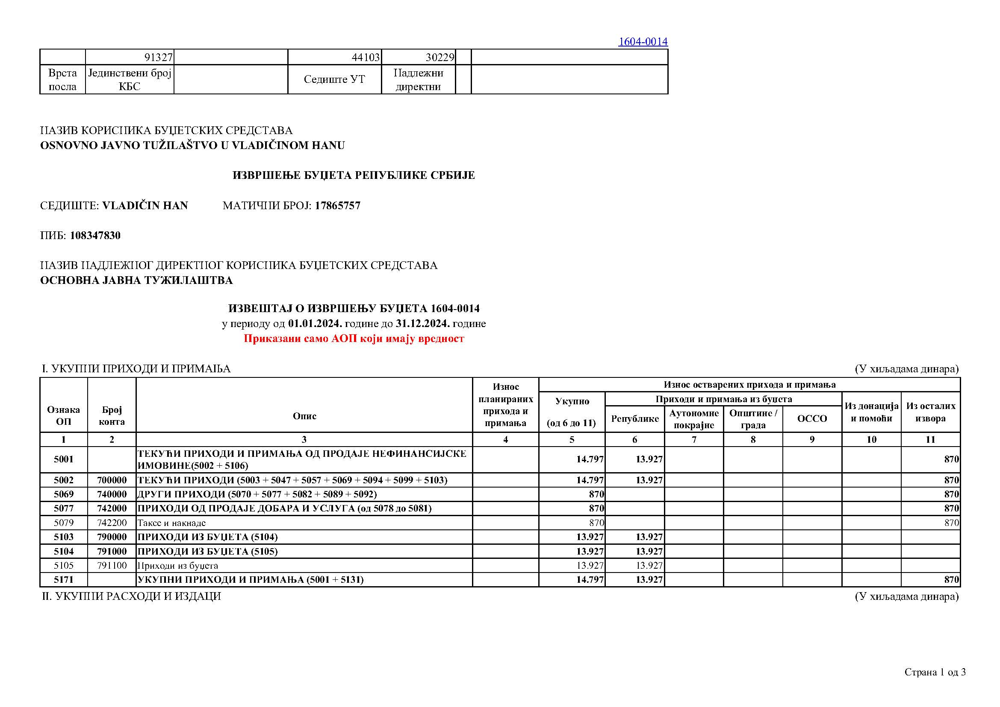 1604-0014
91327 44103 30229
Врста посла Јединствени број КБС Седиште УТ Надлежни директни
НАЗИВ КОРИСНИКА БУЏЕТСКИХ СРЕДСТАВА
OSNOVNO JAVNO TUŽILAŠTVO U VLADIČINOM HANU
ИЗВРШЕЊЕ БУЏЕТА РЕПУБЛИКЕ СРБИЈЕ
СЕДИШТЕ: VLADIČIN HAN МАТИЧНИ БРОЈ: 17865757
ПИБ: 108347830
НАЗИВ НАДЛЕЖНОГ ДИРЕКТНОГ КОРИСНИКА БУЏЕТСКИХ СРЕДСТАВА
ОСНОВНА ЈАВНА ТУЖИЛАШТВА
ИЗВЕШТАЈ О ИЗВРШЕЊУ БУЏЕТА 1604-0014
у периоду од 01.01.2024. године до 31.12.2024. године
Приказани само АОП који имају вредност
I. УКУПНИ ПРИХОДИ И ПРИМАЊА (У хиљадама динара)
Ознака ОП Број конта Опис Износ планираних прихода и примања Износ остварених прихода и примања
Укупно (од 6 до 11) Приходи и примања из буџета Из донација и помоћи Из осталих извора
Републике Аутономне покрајне Општине / града ОССО
1 2 3 4 5 6 7 8 9 10 11
5001 ТЕКУЋИ ПРИХОДИ И ПРИМАЊА ОД ПРОДАЈЕ НЕФИНАНСИЈСКЕ
ИМОВИНЕ(5002 + 5106) 14.797 13.927 870
5002 700000 ТЕКУЋИ ПРИХОДИ (5003 + 5047 + 5057 + 5069 + 5094 + 5099 + 5103) 14.797 13.927 870
5069 740000 ДРУГИ ПРИХОДИ (5070 + 5077 + 5082 + 5089 + 5092) 870 870
5077 742000 ПРИХОДИ ОД ПРОДАЈЕ ДОБАРА И УСЛУГА (од 5078 до 5081) 870 870
5079 742200 Таксе и накнаде 870 870
5103 790000 ПРИХОДИ ИЗ БУЏЕТА (5104) 13.927 13.927
5104 791000 ПРИХОДИ ИЗ БУЏЕТА (5105) 13.927 13.927
5105 791100 Приходи из буџета 13.927 13.927
5171 УКУПНИ ПРИХОДИ И ПРИМАЊА (5001 + 5131) 14.797 13.927 870
II. УКУПНИ РАСХОДИ И ИЗДАЦИ (У хиљадама динара)
Страна 1 од 3